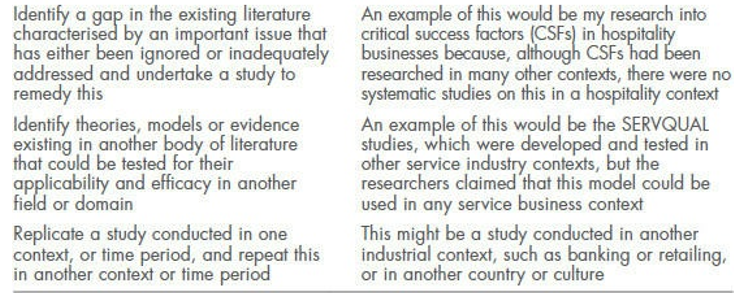 Identify a gap in the existing literature
characterised by an important issue that
has either been ignored or inadequately
addressed and undertake a study to
remedy this
An example of this would be my research into
critical success factors (CSFs) in hospitality
businesses because, although CSFs had been
researched in many other contexts, there were no
systematic studies on this in a hospitality context
Identify theories, models or evidence
existing in another body of literature
that could be tested for their
applicability and efficacy in another
field or domain
An example of this would be the SERVQUAL
studies, which were developed and tested in
other service industry contexts, but the
researchers claimed that this model could be
used in any service business context
Replicate a study conducted in one
context, or time period, and repeat this
in another context or time period
This might be a study conducted in another
industrial context, such as banking or retailing,
or in another country or culture